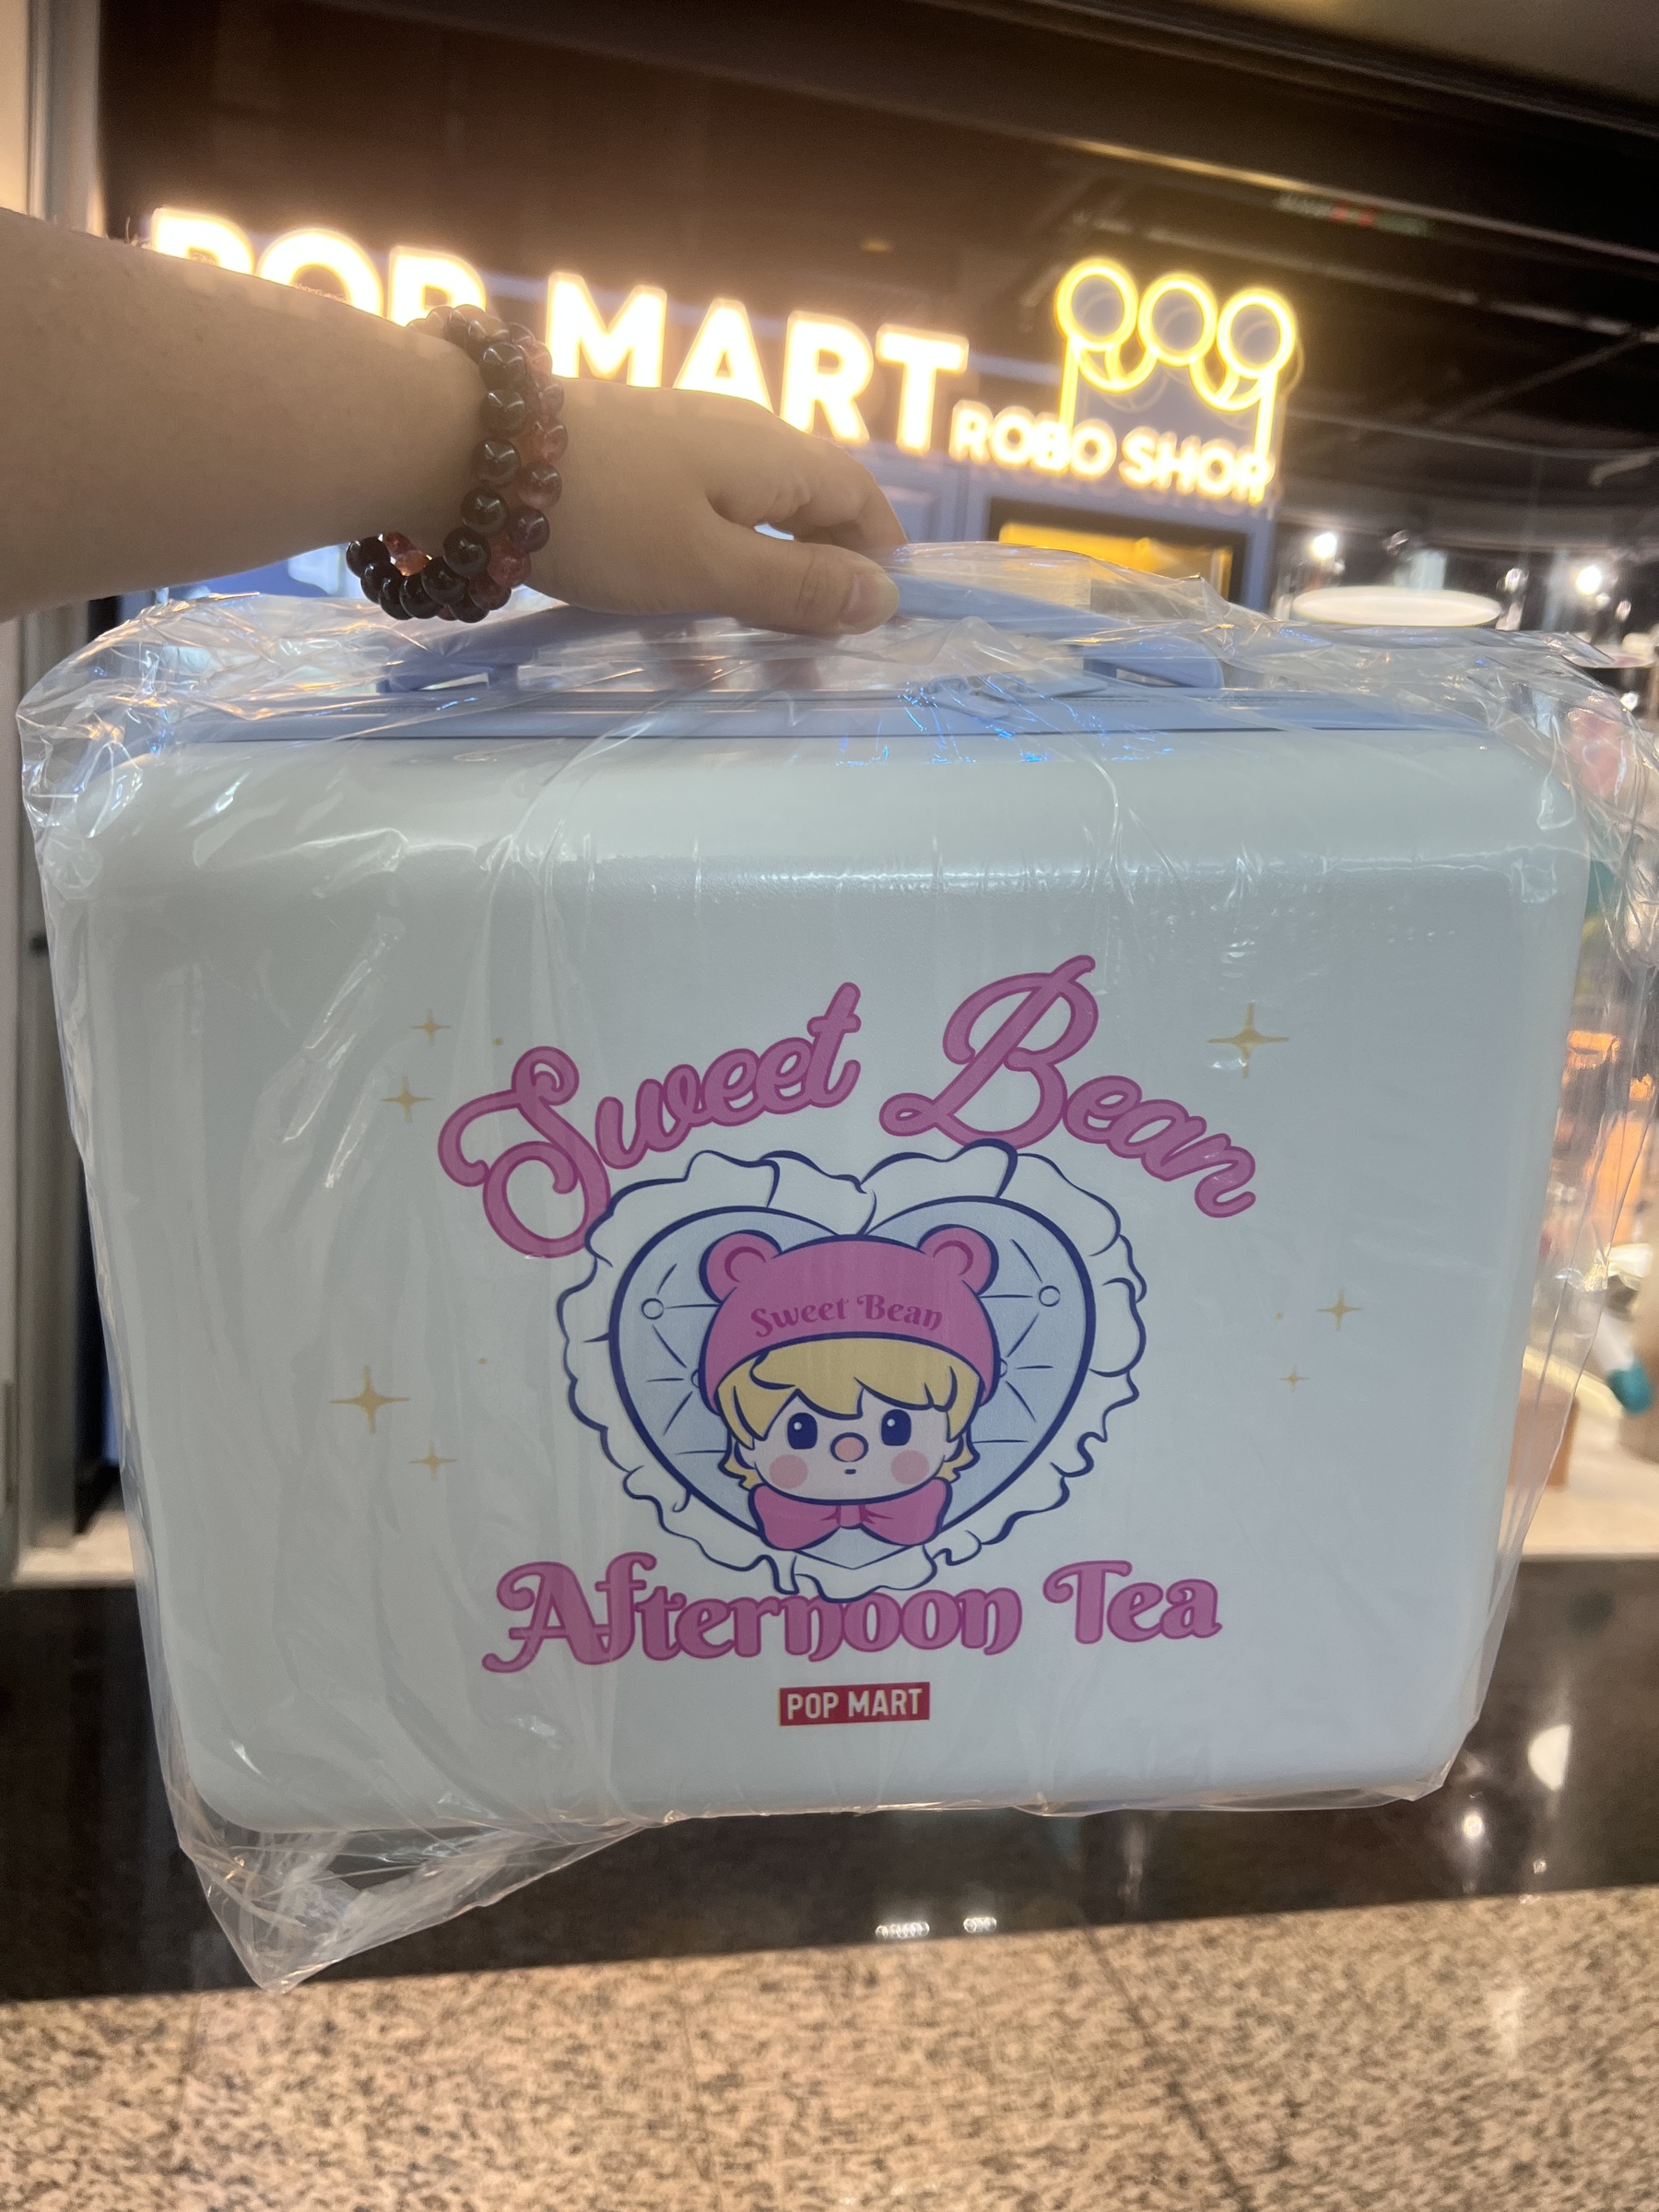 POP MART
ROBO SHOP
Sweet Bean
Sweet Bean
Afternoon Tea
POP MART